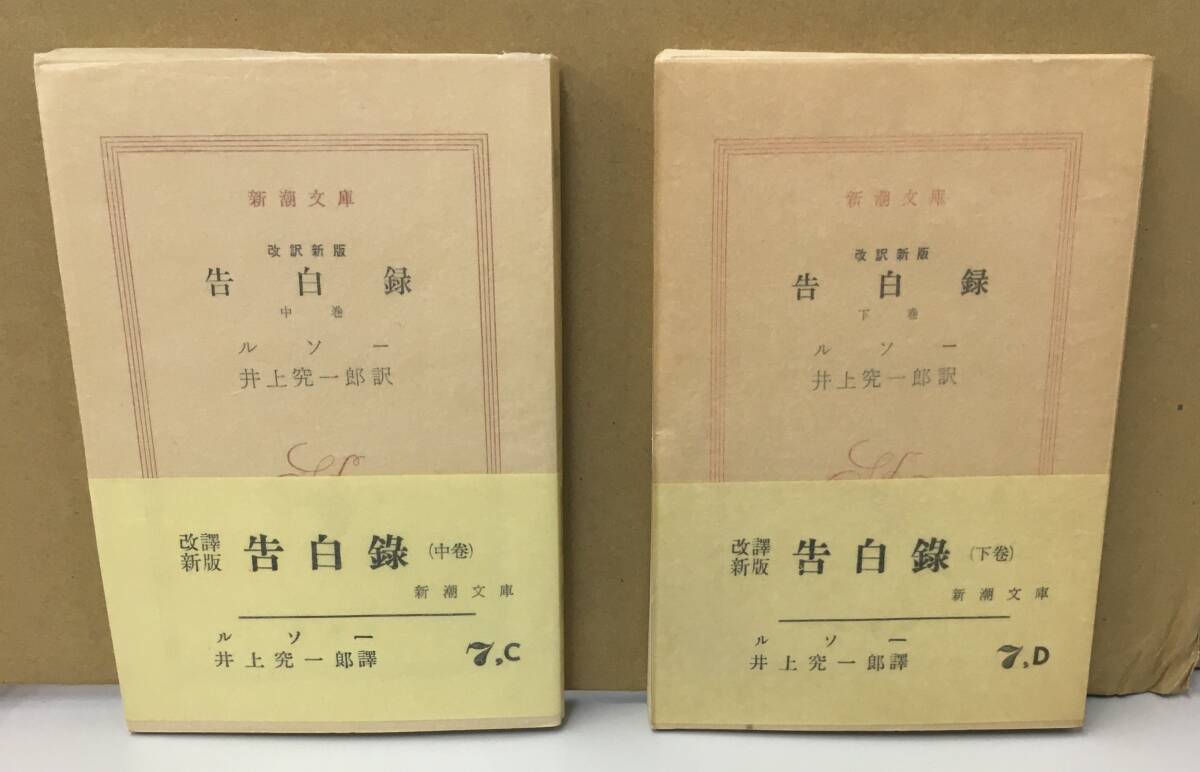 新潮文庫
改訳新版
告白録
中巻
ルソー
井上究一郎訳
改譯
新版
告白錄
(中巻)
新潮文庫
ルソー
井上究一郎譯
7,C
新潮文庫
改訳新版
告白録
下巻
ルソー
井上究一郎訳
改譯
新版
告白錄
(下巻)
新潮文庫
ルソー
井上究一郎譯
7,D